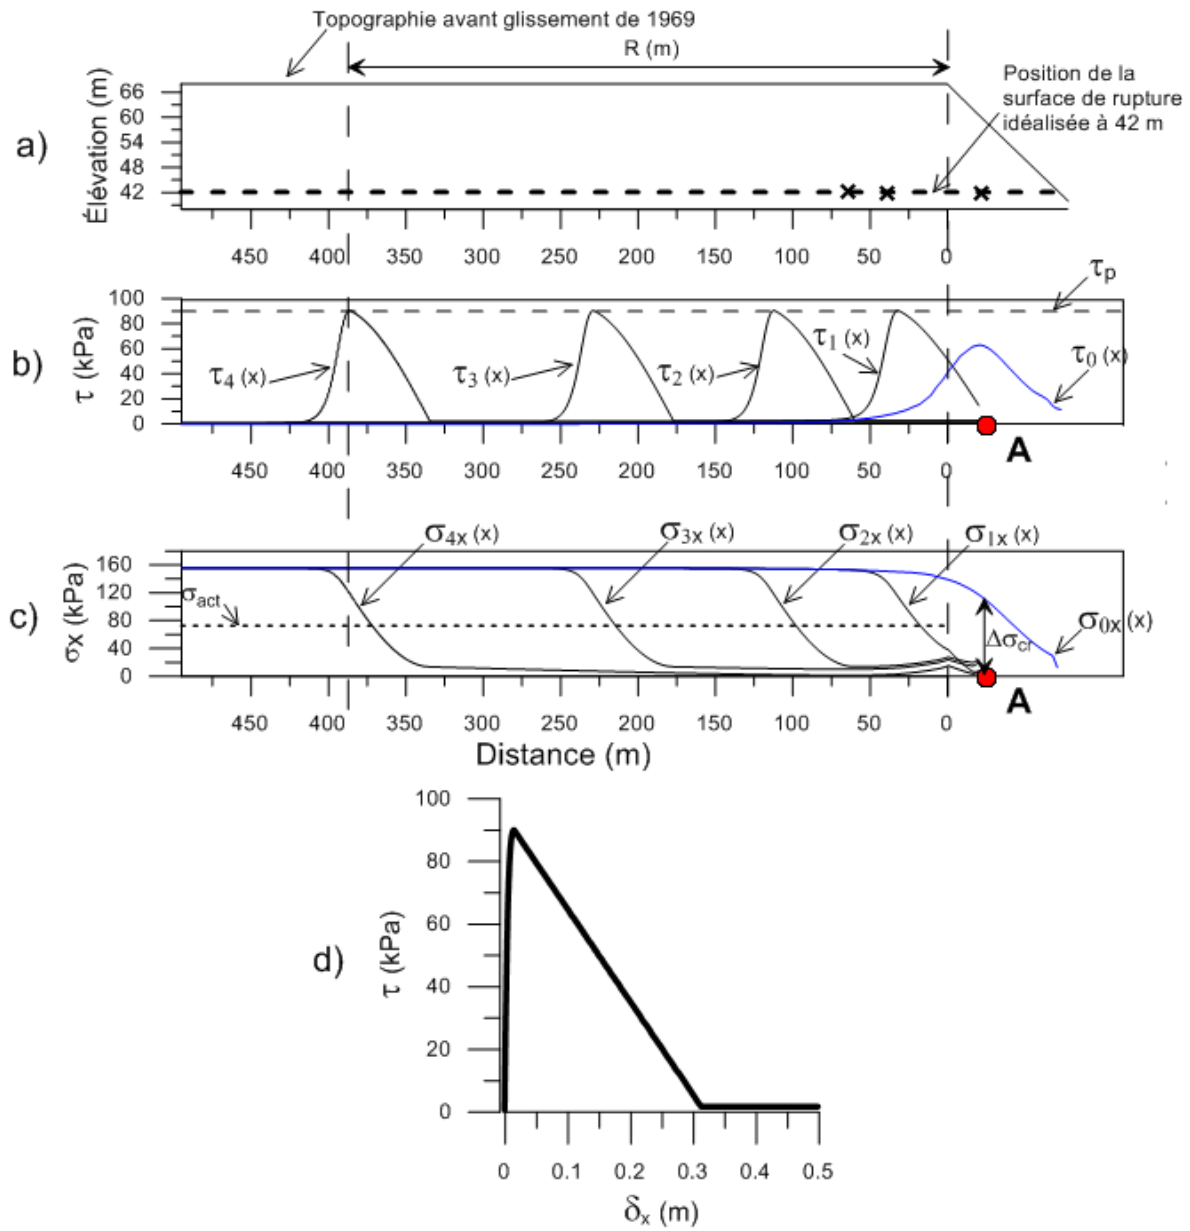 Topographie avant glissement de 1969
R (m)
Position de la
surface de rupture
idéalisée à 42 m
a)
Élévation (m)
66
60
54
48
42
450 400 350 300 250 200 150 100 50 0
b)
τ (kPa)
100
80
60
40
20
0
τp
τ4 (x)
τ3 (x)
τ2 (x)
τ1 (x)
τ0 (x)
A
450 400 350 300 250 200 150 100 50 0
c)
σx (kPa)
160
120
80
40
0
σact
σ4x (x)
σ3x (x)
σ2x (x)
σ1x (x)
σ0x (x)
Δσcr
A
450 400 350 300 250 200 150 100 50 0
Distance (m)
d)
τ (kPa)
100
80
60
40
20
0
0 0.1 0.2 0.3 0.4 0.5
δx (m)